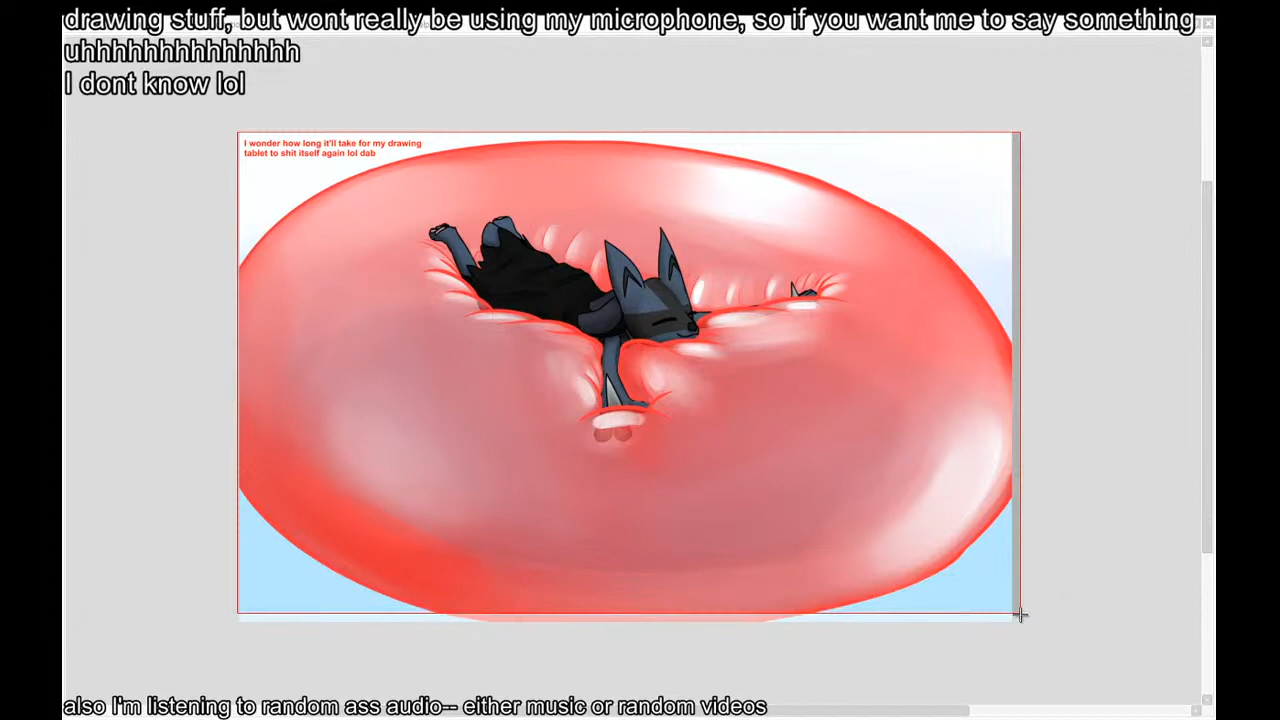 drawing stuff, but wont really be using my microphone, so if you want me to say something
uhhhhhhhhhhhhhhh
I dont know lol
I wonder how long it'll take for my drawing
tablet to shit itself again lol dab
also I'm listening to random ass audio-- either music or random videos